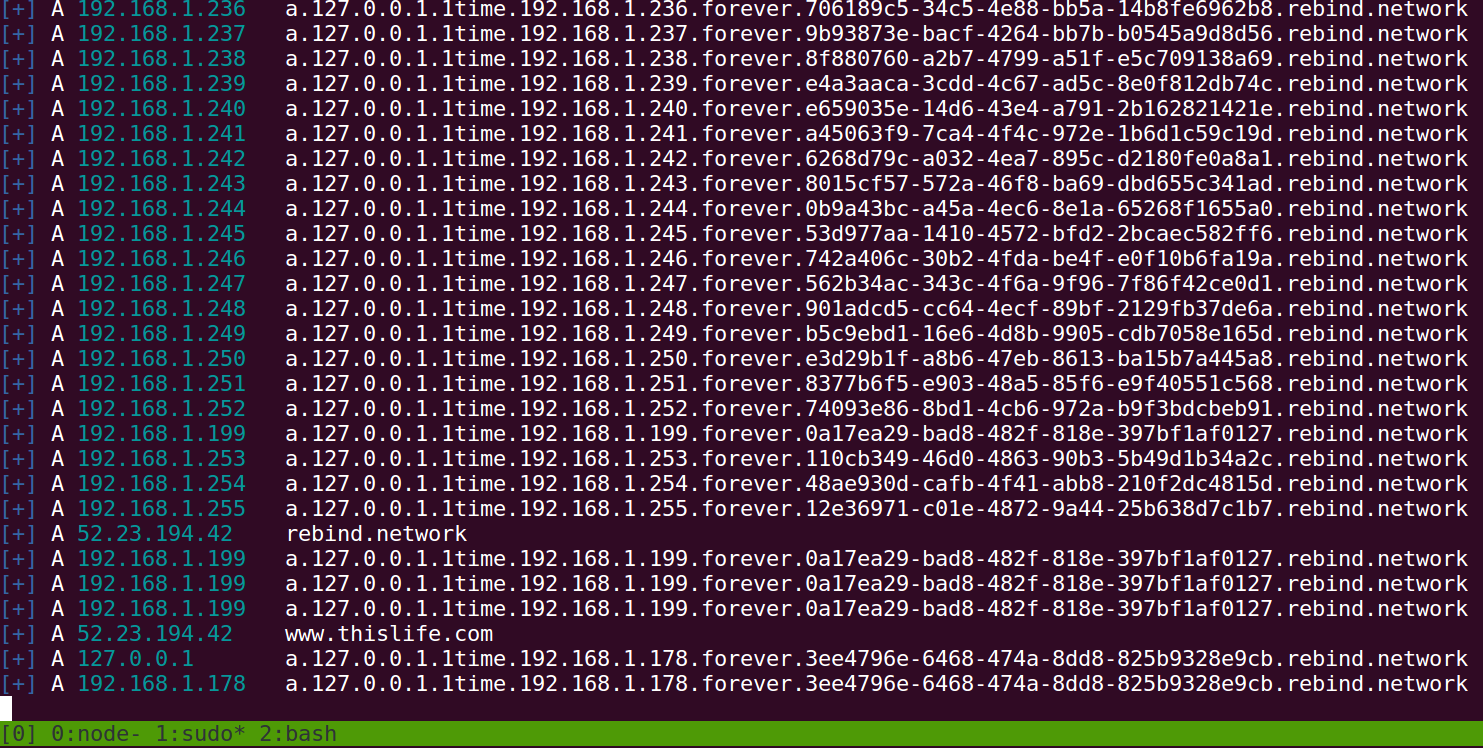 [+] A 192.168.1.236 a.127.0.0.1.1time.192.168.1.236.forever.706189c5-34c5-4e88-bb5a-14b8fe6962b8.rebind.network
[+] A 192.168.1.237 a.127.0.0.1.1time.192.168.1.237.forever.9b93873e-bacf-4264-bb7b-b0545a9d8d56.rebind.network
[+] A 192.168.1.238 a.127.0.0.1.1time.192.168.1.238.forever.8f880760-a2b7-4799-a51f-e5c709138a69.rebind.network
[+] A 192.168.1.239 a.127.0.0.1.1time.192.168.1.239.forever.e4a3aaca-3cdd-4c67-ad5c-8e0f812db74c.rebind.network
[+] A 192.168.1.240 a.127.0.0.1.1time.192.168.1.240.forever.e659035e-14d6-43e4-a791-2b162821421e.rebind.network
[+] A 192.168.1.241 a.127.0.0.1.1time.192.168.1.241.forever.a45063f9-7ca4-4f4c-972e-1b6d1c59c19d.rebind.network
[+] A 192.168.1.242 a.127.0.0.1.1time.192.168.1.242.forever.6268d79c-a032-4ea7-895c-d2180fe0a8a1.rebind.network
[+] A 192.168.1.243 a.127.0.0.1.1time.192.168.1.243.forever.8015cf57-572a-46f8-ba69-dbd655c341ad.rebind.network
[+] A 192.168.1.244 a.127.0.0.1.1time.192.168.1.244.forever.0b9a43bc-a45a-4ec6-8e1a-65268f1655a0.rebind.network
[+] A 192.168.1.245 a.127.0.0.1.1time.192.168.1.245.forever.53d977aa-1410-4572-bfd2-2bcaec582ff6.rebind.network
[+] A 192.168.1.246 a.127.0.0.1.1time.192.168.1.246.forever.742a406c-30b2-4fda-be4f-e0f10b6fa19a.rebind.network
[+] A 192.168.1.247 a.127.0.0.1.1time.192.168.1.247.forever.562b34ac-343c-4f6a-9f96-7f86f42ce0d1.rebind.network
[+] A 192.168.1.248 a.127.0.0.1.1time.192.168.1.248.forever.901adcd5-cc64-4ecf-89bf-2129fb37de6a.rebind.network
[+] A 192.168.1.249 a.127.0.0.1.1time.192.168.1.249.forever.b5c9ebd1-16e6-4d8b-9905-cdb7058e165d.rebind.network
[+] A 192.168.1.250 a.127.0.0.1.1time.192.168.1.250.forever.e3d29b1f-a8b6-47eb-8613-ba15b7a445a8.rebind.network
[+] A 192.168.1.251 a.127.0.0.1.1time.192.168.1.251.forever.8377b6f5-e903-48a5-85f6-e9f40551c568.rebind.network
[+] A 192.168.1.252 a.127.0.0.1.1time.192.168.1.252.forever.74093e86-8bd1-4cb6-972a-b9f3bdcbeb91.rebind.network
[+] A 192.168.1.199 a.127.0.0.1.1time.192.168.1.199.forever.0a17ea29-bad8-482f-818e-397bf1af0127.rebind.network
[+] A 192.168.1.253 a.127.0.0.1.1time.192.168.1.253.forever.110cb349-46d0-4863-90b3-5b49d1b34a2c.rebind.network
[+] A 192.168.1.254 a.127.0.0.1.1time.192.168.1.254.forever.48ae930d-cafb-4f41-abb8-210f2dc4815d.rebind.network
[+] A 192.168.1.255 a.127.0.0.1.1time.192.168.1.255.forever.12e36971-c01e-4872-9a44-25b638d7c1b7.rebind.network
[+] A 52.23.194.42 rebind.network
[+] A 192.168.1.199 a.127.0.0.1.1time.192.168.1.199.forever.0a17ea29-bad8-482f-818e-397bf1af0127.rebind.network
[+] A 192.168.1.199 a.127.0.0.1.1time.192.168.1.199.forever.0a17ea29-bad8-482f-818e-397bf1af0127.rebind.network
[+] A 192.168.1.199 a.127.0.0.1.1time.192.168.1.199.forever.0a17ea29-bad8-482f-818e-397bf1af0127.rebind.network
[+] A 52.23.194.42 www.thislife.com
[+] A 127.0.0.1 a.127.0.0.1.1time.192.168.1.178.forever.3ee4796e-6468-474a-8dd8-825b9328e9cb.rebind.network
[+] A 192.168.1.178 a.127.0.0.1.1time.192.168.1.178.forever.3ee4796e-6468-474a-8dd8-825b9328e9cb.rebind.network
[0] 0:node- 1:sudo* 2:bash